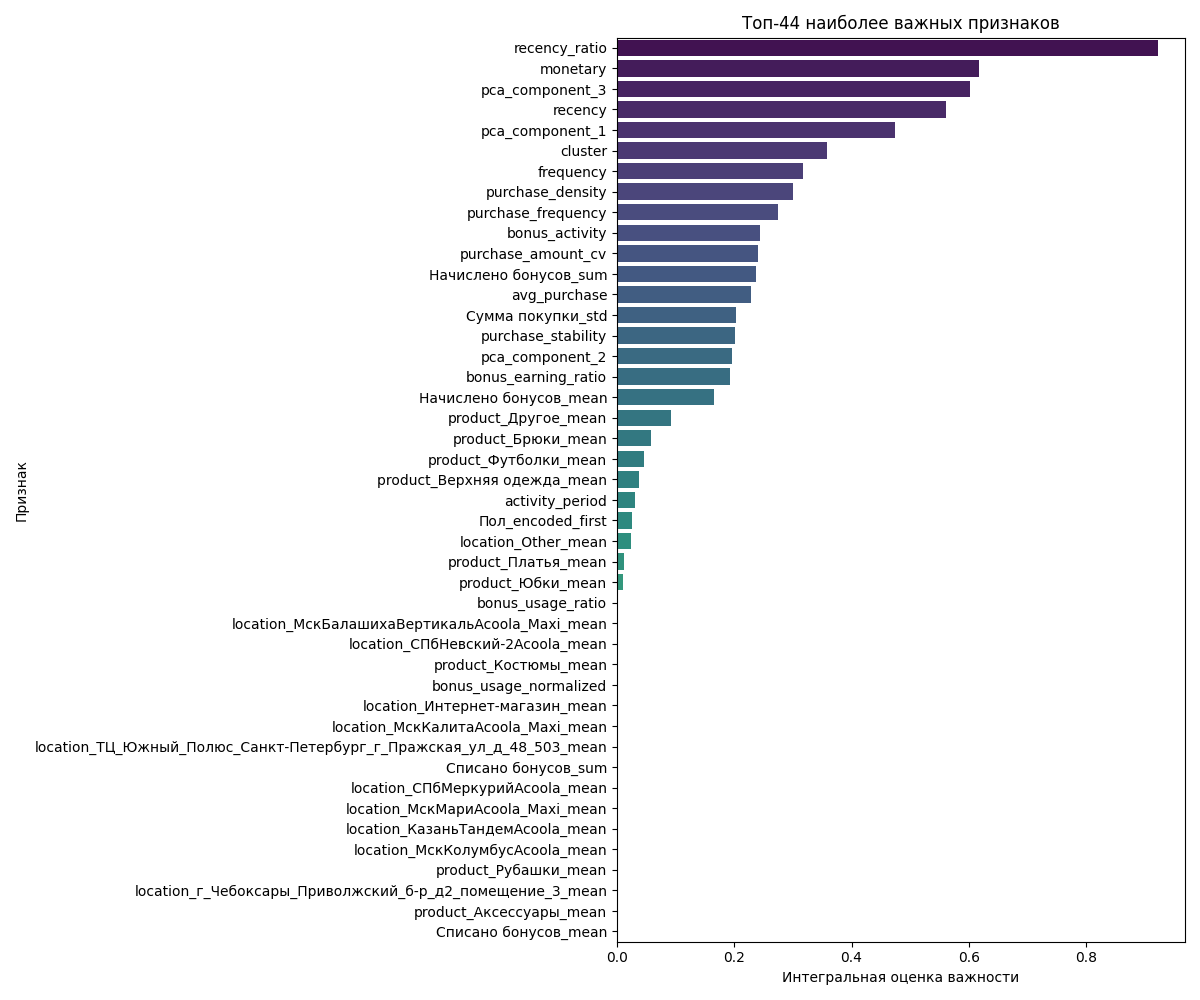 Топ-44 наиболее важных признаков
recency_ratio
monetary
pca_component_3
recency
pca_component_1
cluster
frequency
purchase_density
purchase_frequency
bonus_activity
purchase_amount_cv
Начислено бонусов_sum
avg_purchase
Сумма покупки_std
purchase_stability
pca_component_2
bonus_earning_ratio
Начислено бонусов_mean
product_Другое_mean
product_Брюки_mean
product_Футболки_mean
product_Верхняя одежда_mean
activity_period
Пол_encoded_first
location_Other_mean
product_Платья_mean
product_Юбки_mean
bonus_usage_ratio
location_МскБалашихаВертикальAcoola_Maxi_mean
location_СПбНевский-2Acoola_mean
product_Костюмы_mean
bonus_usage_normalized
location_Интернет-магазин_mean
location_МскКалитаAcoola_Maxi_mean
location_ТЦ_Южный_Полюс_Санкт-Петербург_г_Пражская_ул_д_48_503_mean
Списано бонусов_sum
location_СПбМеркурийAcoola_mean
location_МскМариAcoola_Maxi_mean
location_КазаньТандемAcoola_mean
location_МскКолумбусAcoola_mean
product_Рубашки_mean
location_г_Чебоксары_Приволжский_б-р_д2_помещение_3_mean
product_Аксессуары_mean
Списано бонусов_mean
Признак
0.0 0.2 0.4 0.6 0.8
Интегральная оценка важности